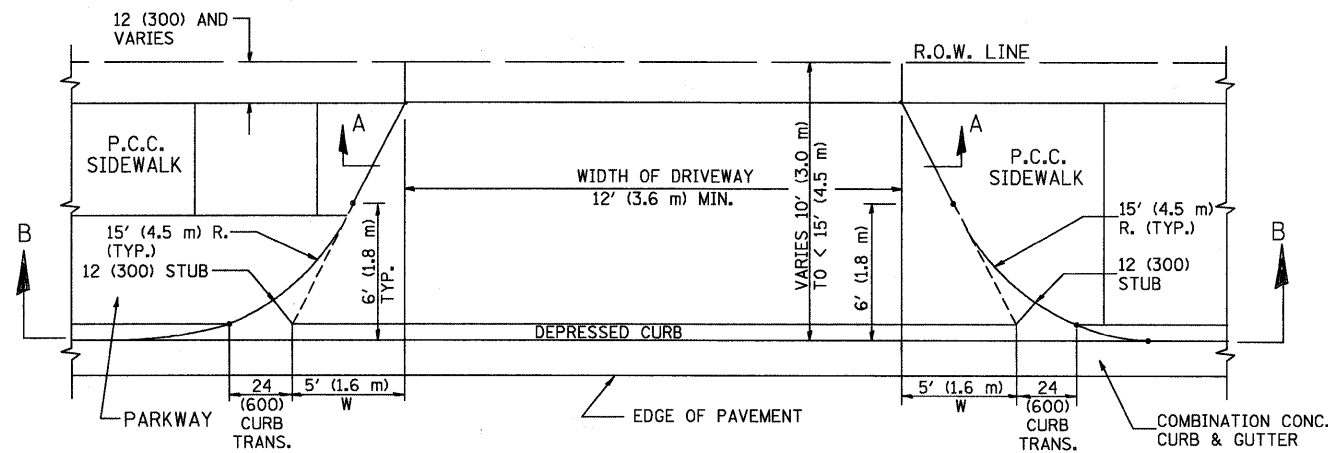 12 (300) AND
VARIES
R.O.W. LINE
A
A
P.C.C.
SIDEWALK
WIDTH OF DRIVEWAY
12' (3.6 m) MIN.
VARIES 10' (3.0 m)
TO < 15' (4.5 m)
P.C.C.
SIDEWALK
B
15' (4.5 m) R.
(TYP.)
12 (300) STUB
6' (1.8 m)
TYP.
6' (1.8 m)
15' (4.5 m)
R. (TYP.)
12 (300)
STUB
B
DEPRESSED CURB
24
(600)
CURB
TRANS.
5' (1.6 m)
W
5' (1.6 m)
W
24
(600)
CURB
TRANS.
PARKWAY
EDGE OF PAVEMENT
COMBINATION CONC.
CURB & GUTTER